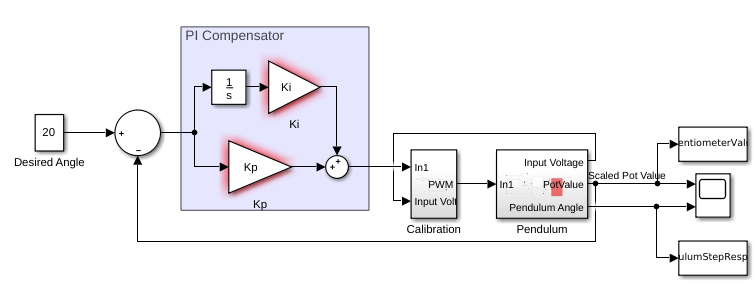 PI Compensator
1
s
Ki
Ki
20
+
−
Desired Angle
Kp
Kp
+
+
In1
PWM
Input Volt
Calibration
Input Voltage
In1
PotValue
Pendulum Angle
Pendulum
Scaled Pot Value
entiometerValu
ulumStepResp